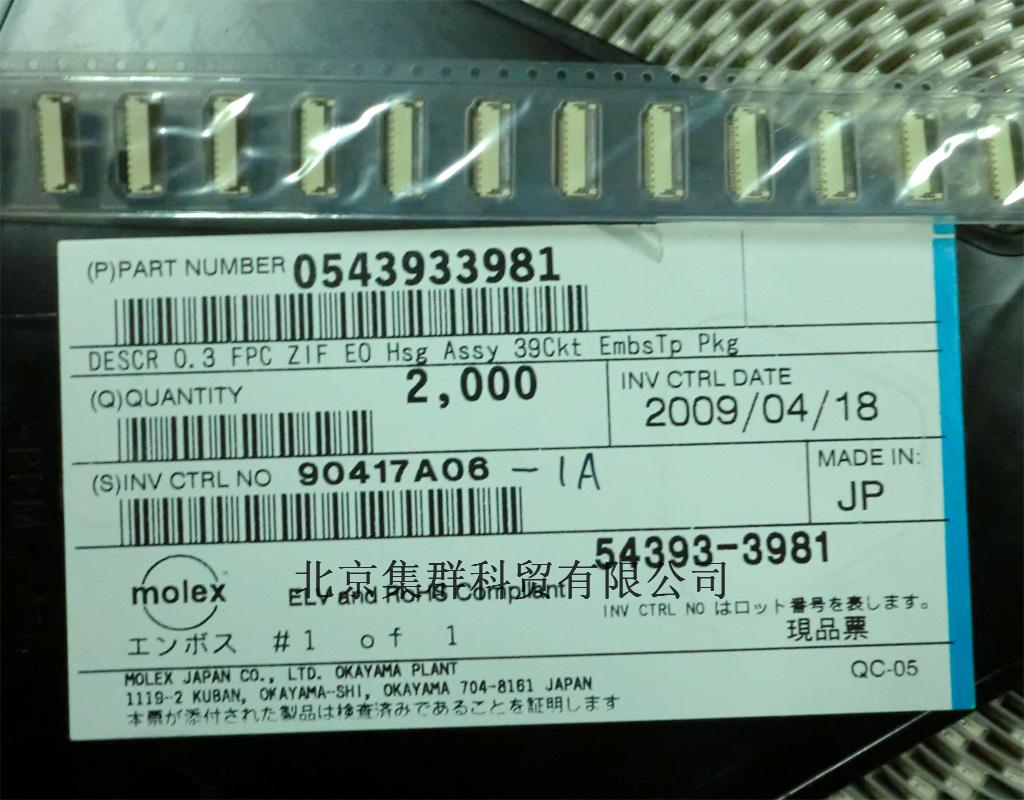 (P)PART NUMBER 0543933981
DESCR 0.3 FPC ZIF EO Hsg Assy 39Ckt EmbsTp Pkg
(Q)QUANTITY 2,000
INV CTRL DATE
2009/04/18
(S)INV CTRL NO 90417A06 - 1A
MADE IN:
JP
54393-3981
molex
北京集群科贸有限公司
ELV and RoHS Compliant
INV CTRL NO はロット番号を表します。
エンボス #1 of 1
現品票
MOLEX JAPAN CO., LTD. OKAYAMA PLANT
QC-05
1119-2 KUBAN, OKAYAMA-SHI, OKAYAMA 704-8161 JAPAN
本票が添付された製品は検査済みであることを証明します